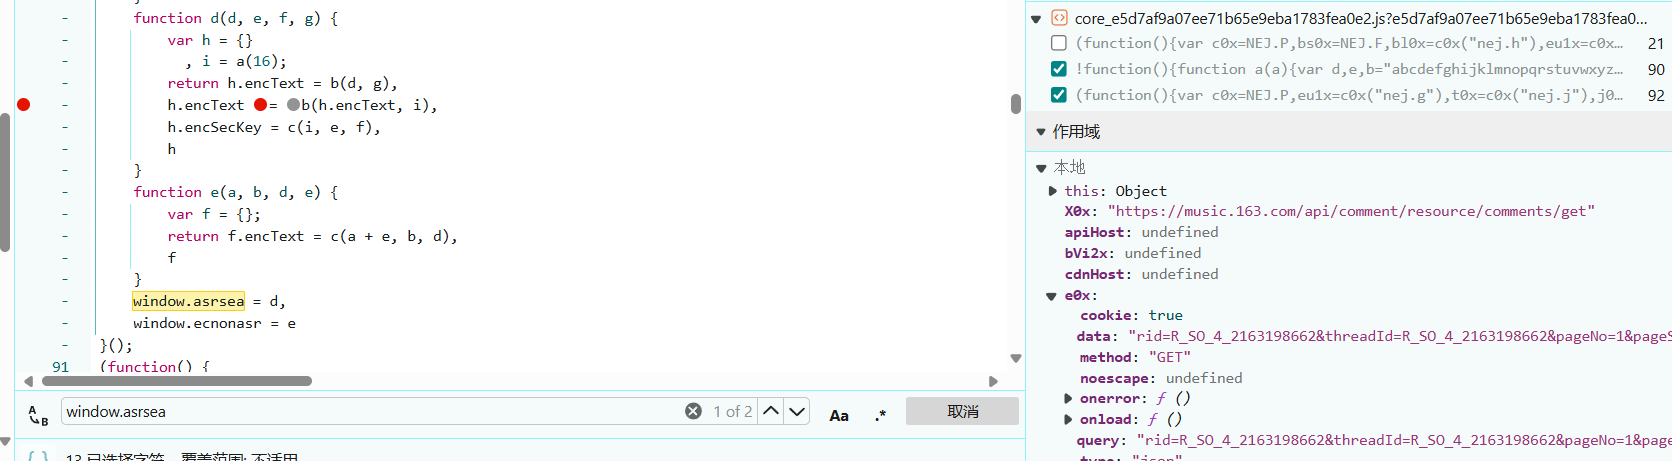 function d(d, e, f, g) {
var h = {}
, i = a(16);
return h.encText = b(d, g),
h.encText = b(h.encText, i),
h.encSecKey = c(i, e, f),
h
}
function e(a, b, d, e) {
var f = {};
return f.encText = c(a + e, b, d),
f
}
window.asrsea = d,
window.ecnonasr = e
}();
91 (function() {
window.asrsea
1 of 2
Aa
.*
取消
13 已选择字符
覆盖范围: 不适用
core_e5d7af9a07ee71b65e9eba1783fea0e2.js?e5d7af9a07ee71b65e9eba1783fea0...
(function(){var c0x=NEJ.P,bs0x=NEJ.F,bl0x=c0x("nej.h"),eu1x=c0x... 21
!function(){function a(a){var d,e,b="abcdefghijklmnopqrstuvwxyz... 90
(function(){var c0x=NEJ.P,eu1x=c0x("nej.g"),t0x=c0x("nej.j"),j0... 92
作用域
本地
this: Object
X0x: "https://music.163.com/api/comment/resource/comments/get"
apiHost: undefined
bVi2x: undefined
cdnHost: undefined
e0x:
cookie: true
data: "rid=R_SO_4_2163198662&threadId=R_SO_4_2163198662&pageNo=1&pageS
method: "GET"
noescape: undefined
onerror: ƒ ()
onload: ƒ ()
query: "rid=R_SO_4_2163198662&threadId=R_SO_4_2163198662&pageNo=1&page
type: "json"